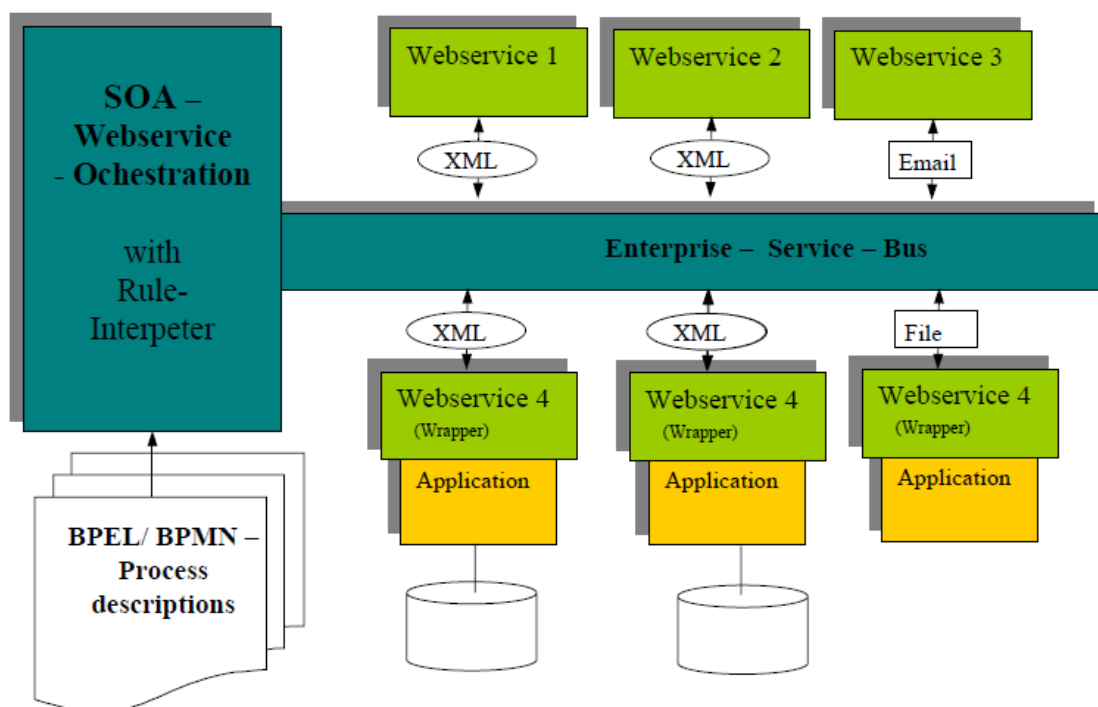 SOA –
Webservice
- Ochestration
with
Rule-
Interpeter
BPEL/ BPMN –
Process
descriptions
Webservice 1
Webservice 2
Webservice 3
XML
XML
Email
Enterprise – Service – Bus
XML
XML
File
Webservice 4
(Wrapper)
Application
Webservice 4
(Wrapper)
Application
Webservice 4
(Wrapper)
Application